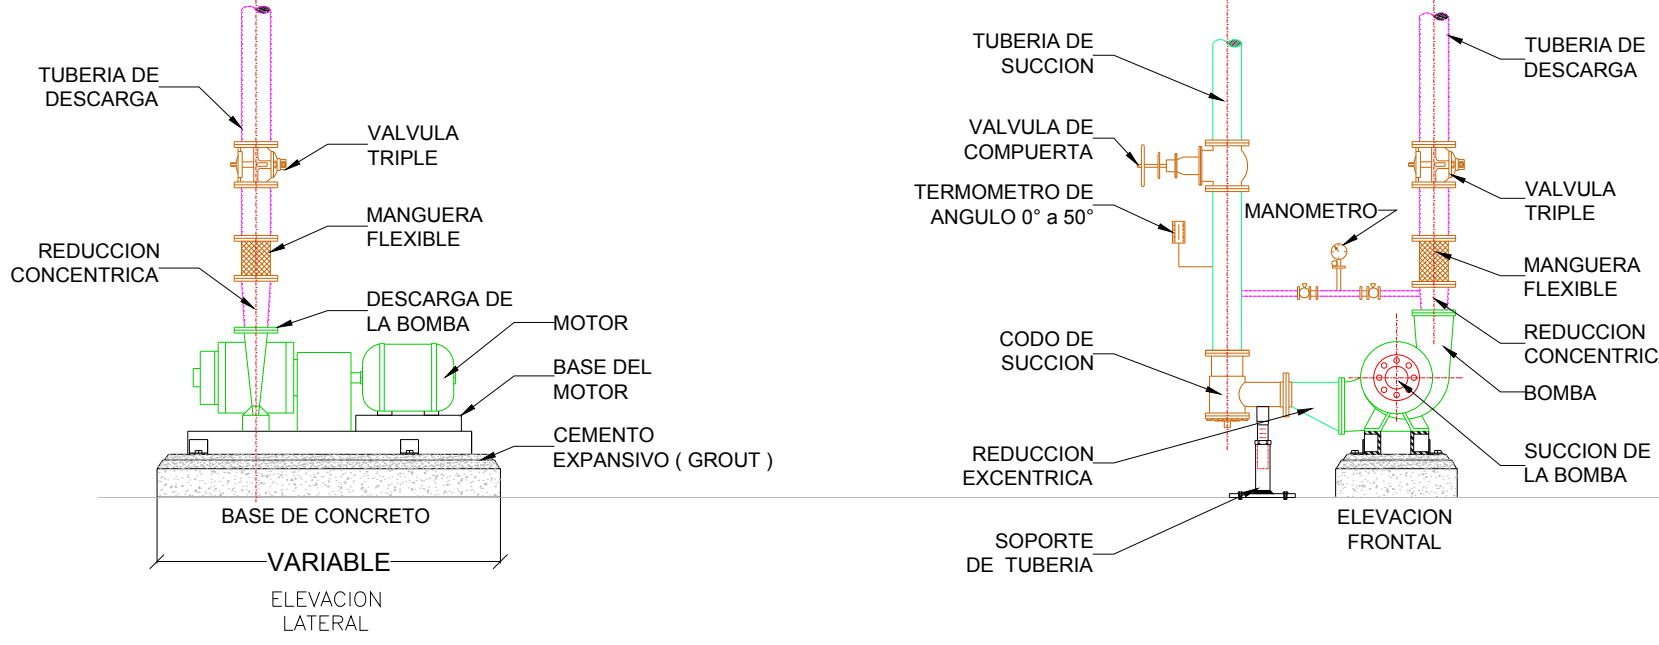 TUBERIA DE
DESCARGA
VALVULA
TRIPLE
MANGUERA
FLEXIBLE
REDUCCION
CONCENTRICA
DESCARGA DE
LA BOMBA
MOTOR
BASE DEL
MOTOR
CEMENTO
EXPANSIVO ( GROUT )
BASE DE CONCRETO
VARIABLE
ELEVACION
LATERAL
TUBERIA DE
SUCCION
VALVULA DE
COMPUERTA
TERMOMETRO DE
ANGULO 0° a 50°
MANOMETRO
CODO DE
SUCCION
REDUCCION
EXCENTRICA
SOPORTE
DE TUBERIA
TUBERIA DE
DESCARGA
VALVULA
TRIPLE
MANGUERA
FLEXIBLE
REDUCCION
CONCENTRIC
BOMBA
SUCCION DE
LA BOMBA
ELEVACION
FRONTAL